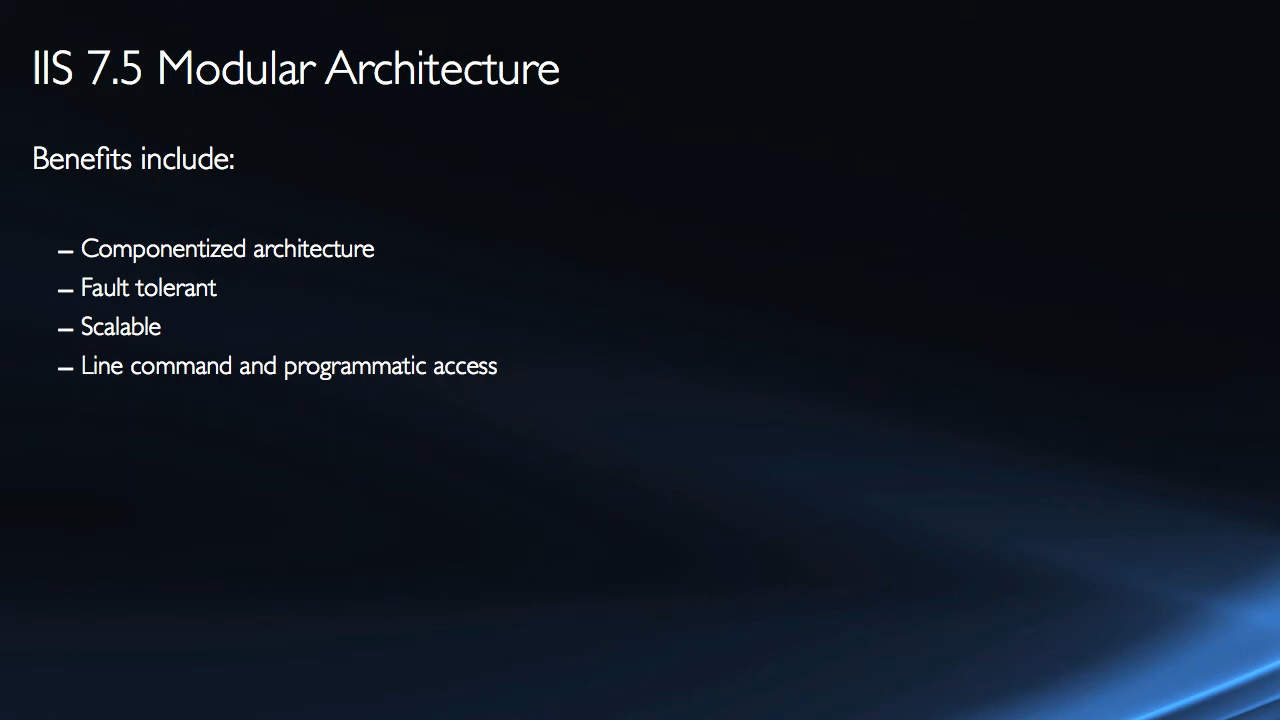 IIS 7.5 Modular Architecture
Benefits include:
– Componentized architecture
– Fault tolerant
– Scalable
– Line command and programmatic access